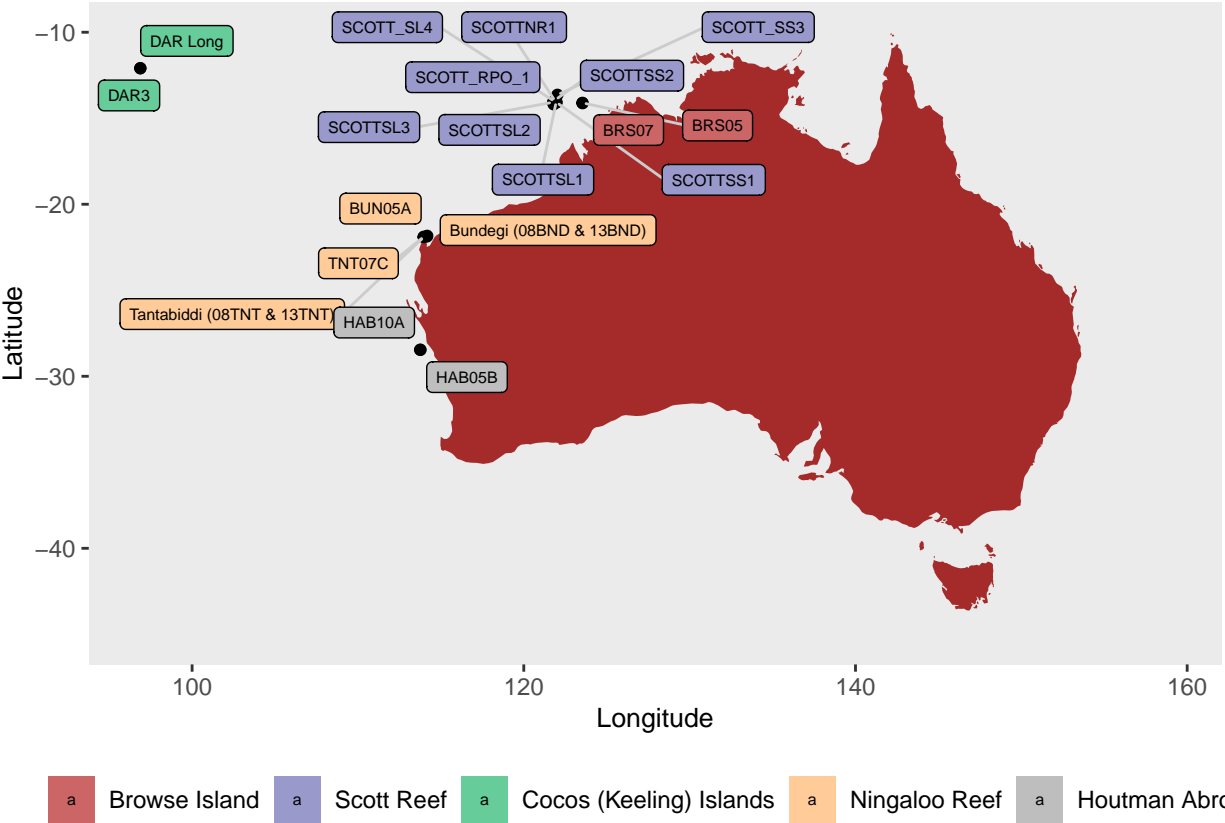 −10
−20
−30
−40
Latitude
SCOTT_SL4
SCOTTNR1
SCOTT_SS3
DAR Long
SCOTT_RPO_1
SCOTTSS2
DAR3
SCOTTSL3
SCOTTSL2
BRS07
BRS05
SCOTTSL1
SCOTTSS1
BUN05A
Bundegi (08BND & 13BND)
TNT07C
Tantabiddi (08TNT & 13TNT)
HAB10A
HAB05B
100
120
140
160
Longitude
a Browse Island a Scott Reef a Cocos (Keeling) Islands a Ningaloo Reef a Houtman Abro